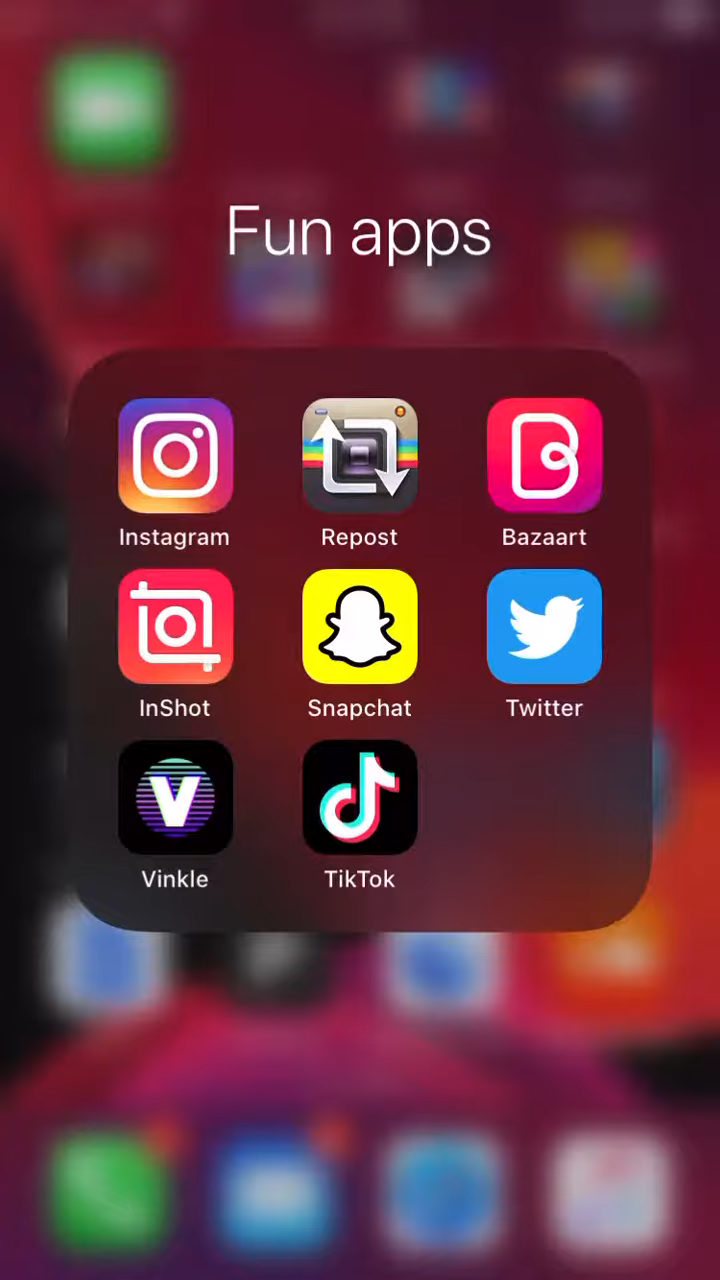 Fun apps
Instagram
Repost
Bazaart
InShot
Snapchat
Twitter
V
Vinkle
TikTok